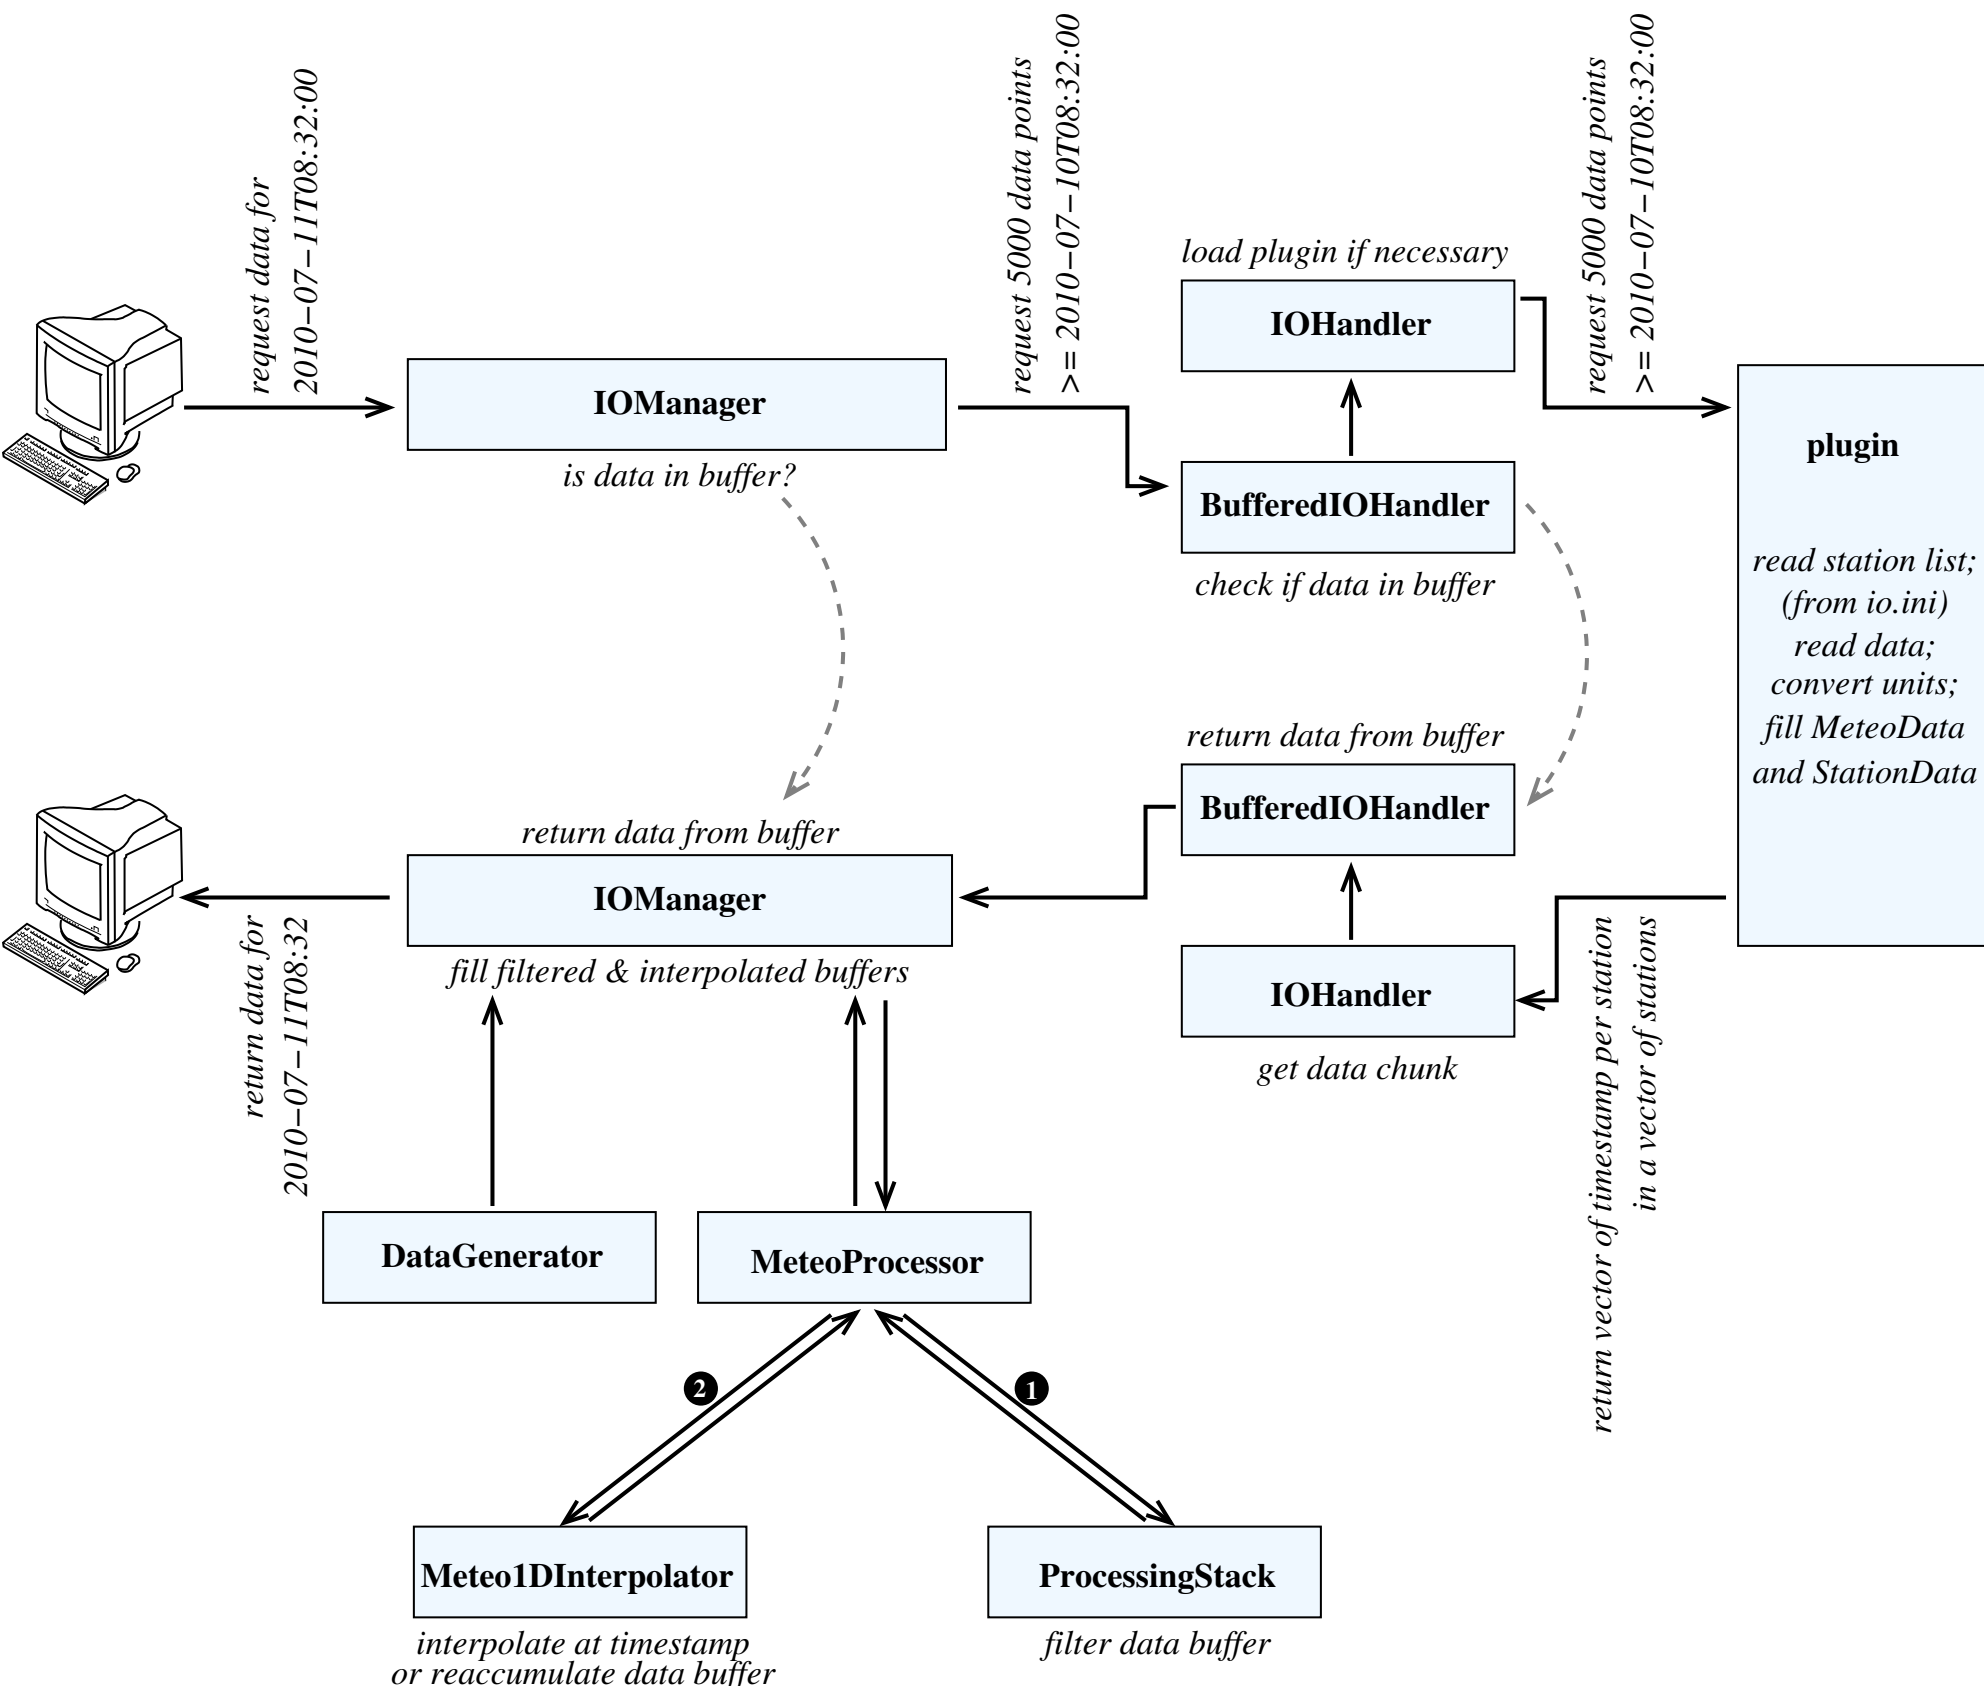 request data for
2010−07−11T08:32:00
request 5000 data points
>= 2010−07−10T08:32:00
request 5000 data points
>= 2010−07−10T08:32:00
load plugin if necessary
IOHandler
IOManager
is data in buffer?
BufferedIOHandler
check if data in buffer
plugin
read station list;
(from io.ini)
read data;
convert units;
fill MeteoData
and StationData
return data from buffer
BufferedIOHandler
return data from buffer
IOManager
fill filtered & interpolated buffers
IOHandler
get data chunk
return data for
2010−07−11T08:32
return vector of timestamp per station
in a vector of stations
DataGenerator
MeteoProcessor
2
1
Meteo1DInterpolator
interpolate at timestamp
or reaccumulate data buffer
ProcessingStack
filter data buffer